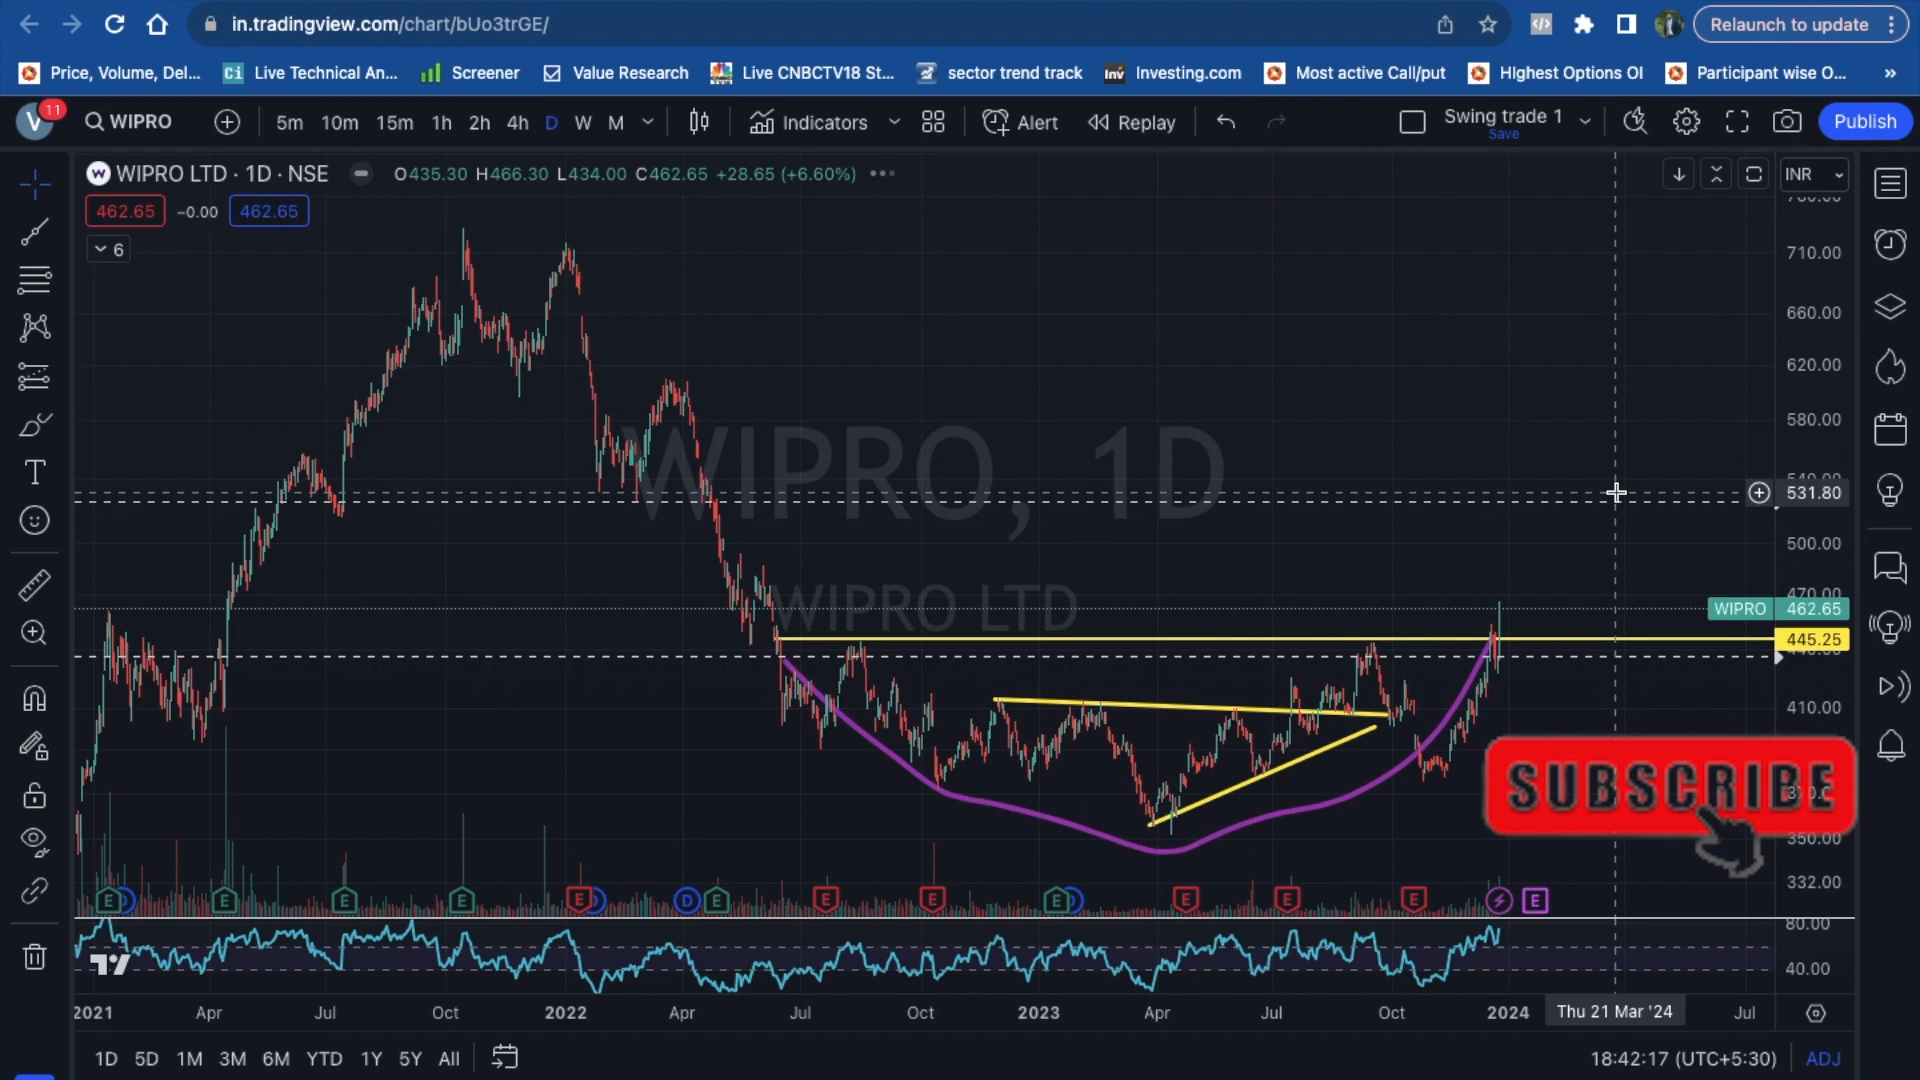 in.tradingview.com/chart/bUo3trGE/
Relaunch to update
Price, Volume, Del...
Live Technical An...
Screener
Value Research
Live CNBCTV18 St...
sector trend track
Investing.com
Most active Call/put
HIghest Options OI
Participant wise O...
»
V 11
WIPRO
5m 10m 15m 1h 2h 4h D W M
Indicators
Alert
Replay
Swing trade 1
Save
Publish
WIPRO LTD · 1D · NSE
O435.30 H466.30 L434.00 C462.65 +28.65 (+6.60%)
INR
462.65 −0.00 462.65
6
710.00
660.00
620.00
580.00
WIPRO, 1D
531.80
500.00
WIPRO LTD
470.00
WIPRO 462.65
445.25
410.00
SUBSCRIBE
350.00
332.00
E D E E E E D D E E E E D E E E E
80.00
40.00
2021 Apr Jul Oct 2022 Apr Jul Oct 2023 Apr Jul Oct 2024 Thu 21 Mar '24 Jul
1D 5D 1M 3M 6M YTD 1Y 5Y All
18:42:17 (UTC+5:30) ADJ